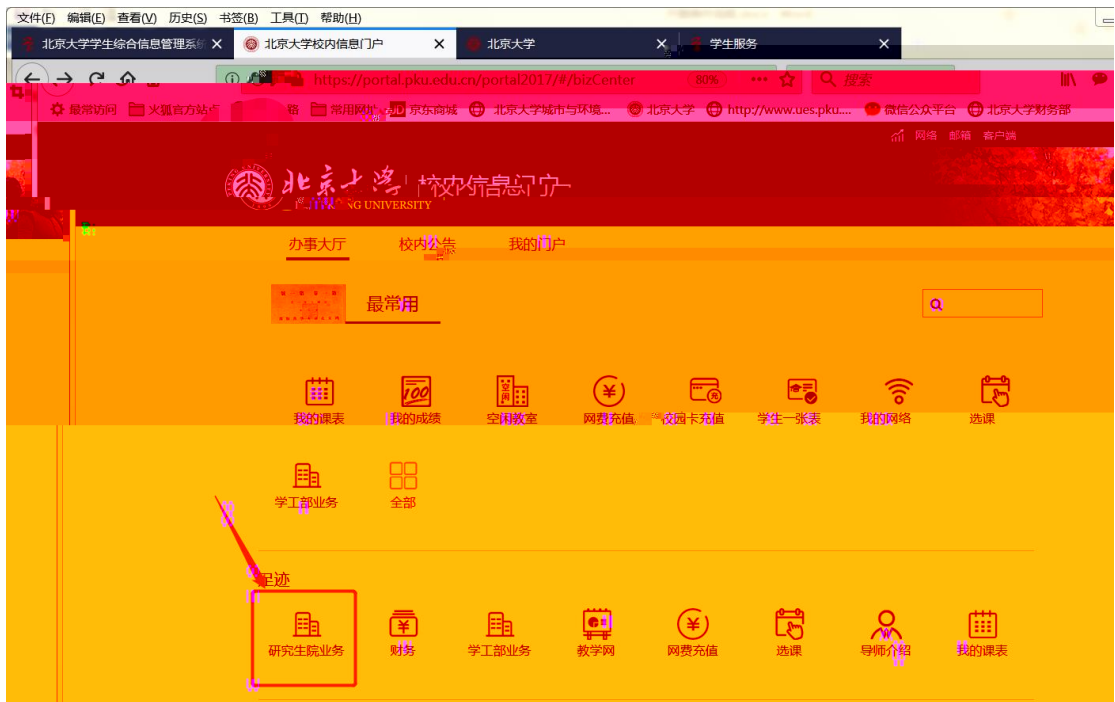 文件(F) 编辑(E) 查看(V) 历史(S) 书签(B) 工具(T) 帮助(H)
北京大学学生综合信息管理系统 北京大学校内信息门户 北京大学 学生服务
https://portal.pku.edu.cn/portal2017/#/bizCenter 80% 搜索
最常访问 火狐官方站点 常用网址 JD 京东商城 北京大学城市与环境... 北京大学 http://www.ues.pku.... 微信公众平台 北京大学财务部
网络 邮箱 客户端
北京大学 校内信息门户
UNIVERSITY
办事大厅 校内公告 我的门户
最常用
我的课表 我的成绩 空闲教室 网费充值 校园卡充值 学生一张表 我的网络 选课
学工部业务 全部
足迹
研究生院业务 财务 学工部业务 教学网 网费充值 选课 导师介绍 我的课表